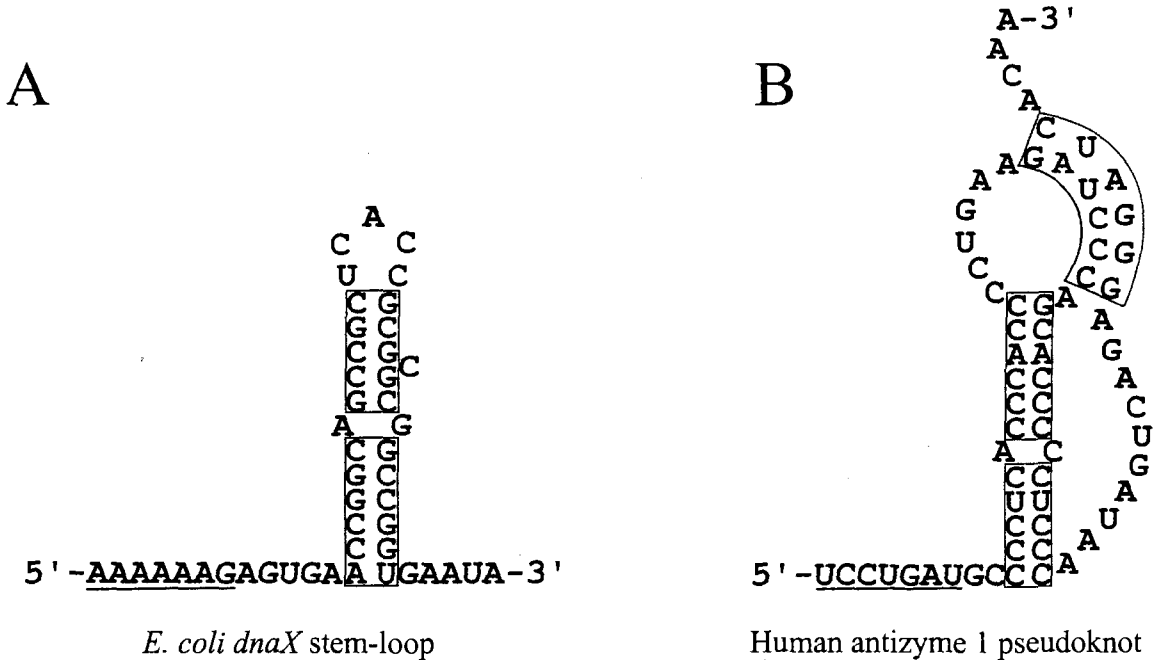 A
B
A-3'
A
C
A
C U
A A G A U A
G U G
U C G
C C G
C C G
C A A
A
C C
U C
C G
G C
C G
C G C
G C
A G
C G
G C
G C
C G
C G
5'-AAAAAAGAGUGAAUGAAUA-3'
C G
C C
A A
C C
C C
C C
A C
C C
U U
C C
C C
G
A
C
U
G
A
U
A
A
5'-UCCUGAUGCCC
E. coli dnaX stem-loop
Human antizyme 1 pseudoknot